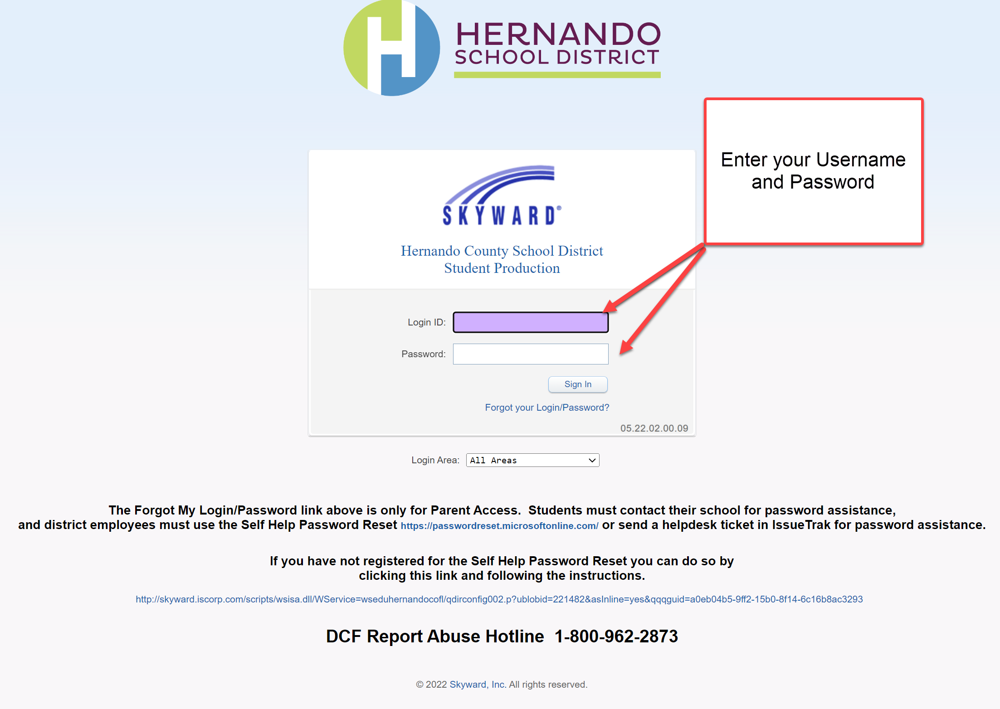 HERNANDO
SCHOOL DISTRICT
Enter your Username
and Password
SKYWARD®
Hernando County School District
Student Production
Login ID:
Password:
Sign In
Forgot your Login/Password?
05.22.02.00.09
Login Area: All Areas
The Forgot My Login/Password link above is only for Parent Access.  Students must contact their school for password assistance,
and district employees must use the Self Help Password Reset https://passwordreset.microsoftonline.com/ or send a helpdesk ticket in IssueTrak for password assistance.
If you have not registered for the Self Help Password Reset you can do so by
clicking this link and following the instructions.
http://skyward.iscorp.com/scripts/wsisa.dll/WService=wseduhernandocofl/qdirconfig002.p?ublobid=221482&asInline=yes&qqqguid=a0eb04b5-9ff2-15b0-8f14-6c16b8ac3293
DCF Report Abuse Hotline  1-800-962-2873
© 2022 Skyward, Inc. All rights reserved.